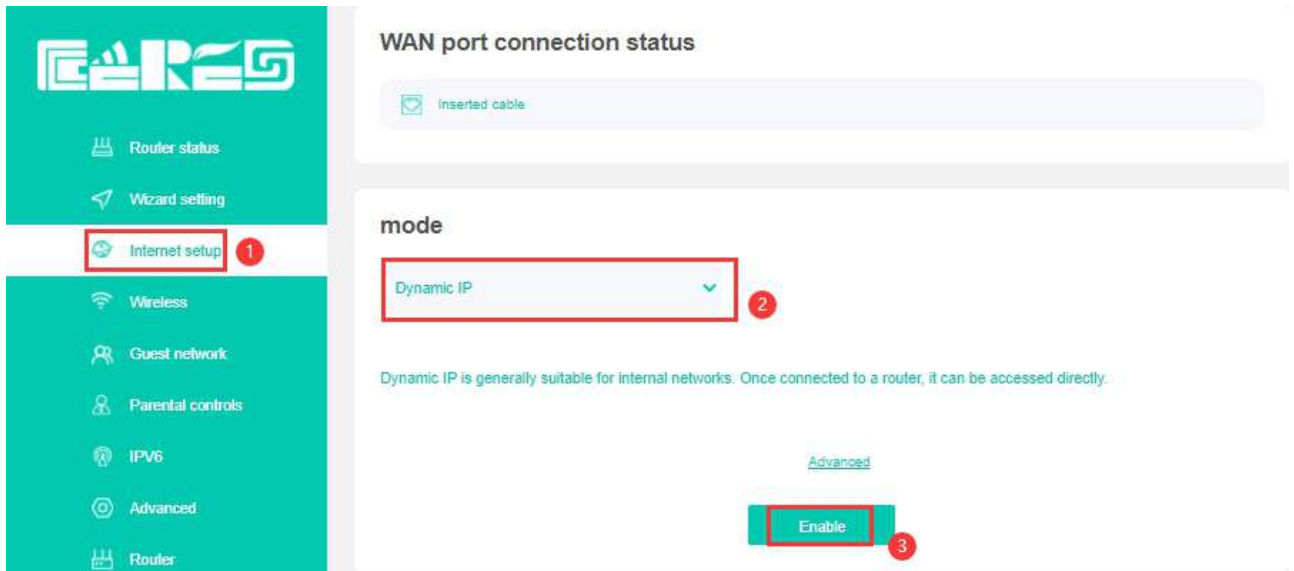 CARES
Router status
Wizard setting
Internet setup
1
Wireless
Guest network
Parental controls
IPV6
Advanced
Router
WAN port connection status
Inserted cable
mode
Dynamic IP
2
Dynamic IP is generally suitable for internal networks. Once connected to a router, it can be accessed directly.
Advanced
Enable
3